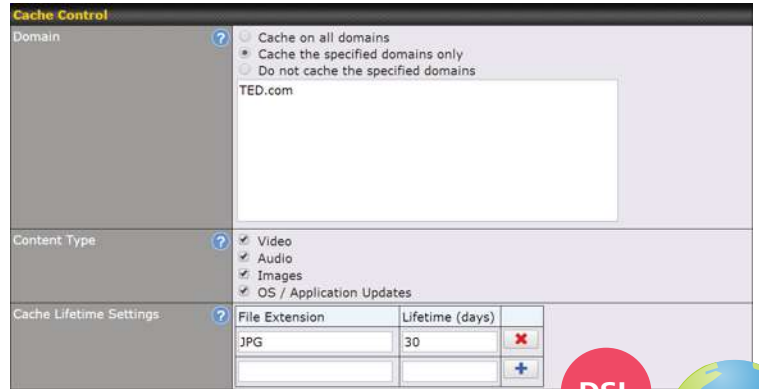 Cache Control
Domain
?
Cache on all domains
Cache the specified domains only
Do not cache the specified domains
TED.com
Content Type
?
Video
Audio
Images
OS / Application Updates
Cache Lifetime Settings
?
File Extension Lifetime (days)
JPG 30
DSL